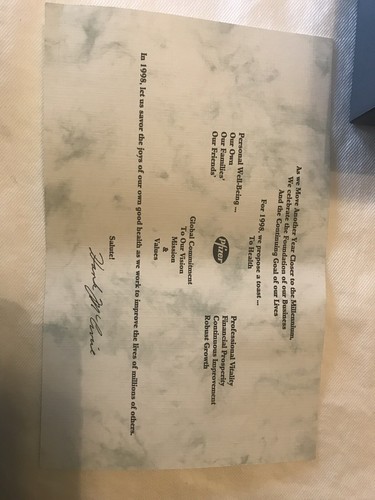 As we Move Another Year Closer to the Millennium,
We celebrate the Foundation of our Business
And the Continuing Goal of our Lives
For 1998, we propose a toast —
To Health
Personal Well-Being —
Our Own
Our Families'
Our Friends'
Pfizer
Professional Vitality
Financial Prosperity
Continuous Improvement
Robust Growth
Global Commitment
To Our Vision
Mission
&
Values
In 1998, let us savor the joys of our own good health as we work to improve the lives of millions of others.
Salute!